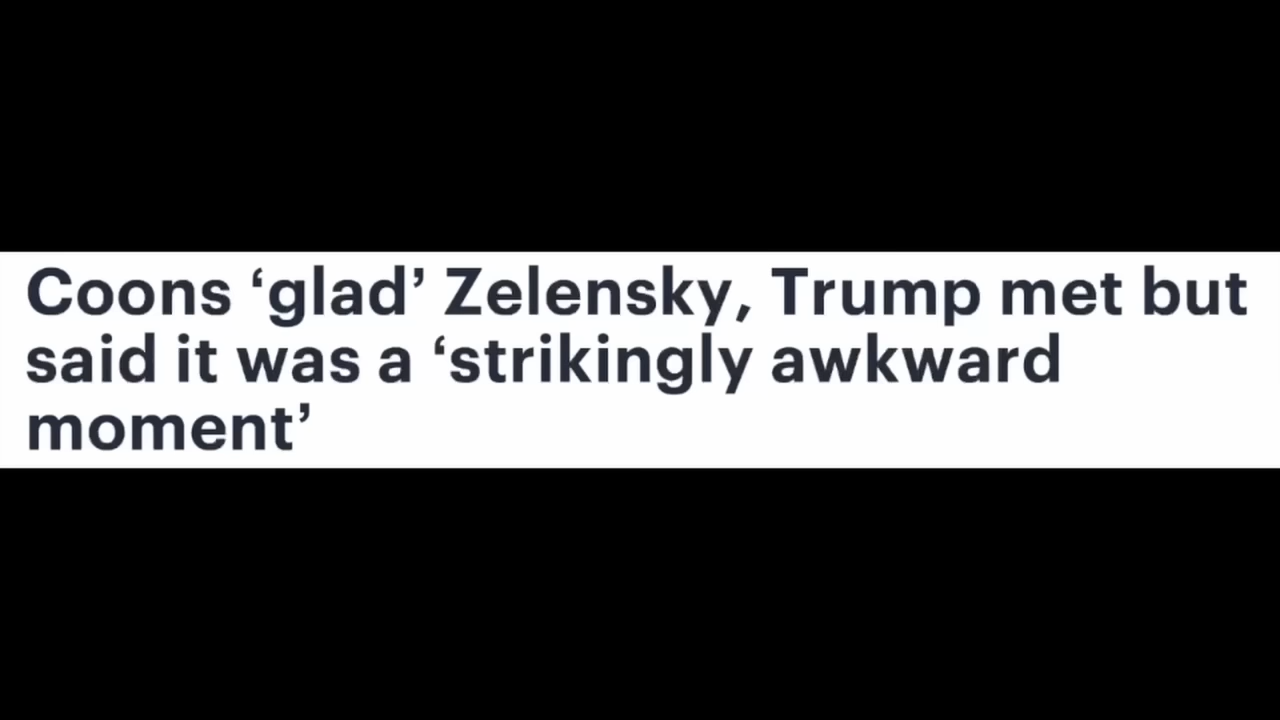 Coons ‘glad’ Zelensky, Trump met but
said it was a ‘strikingly awkward
moment’